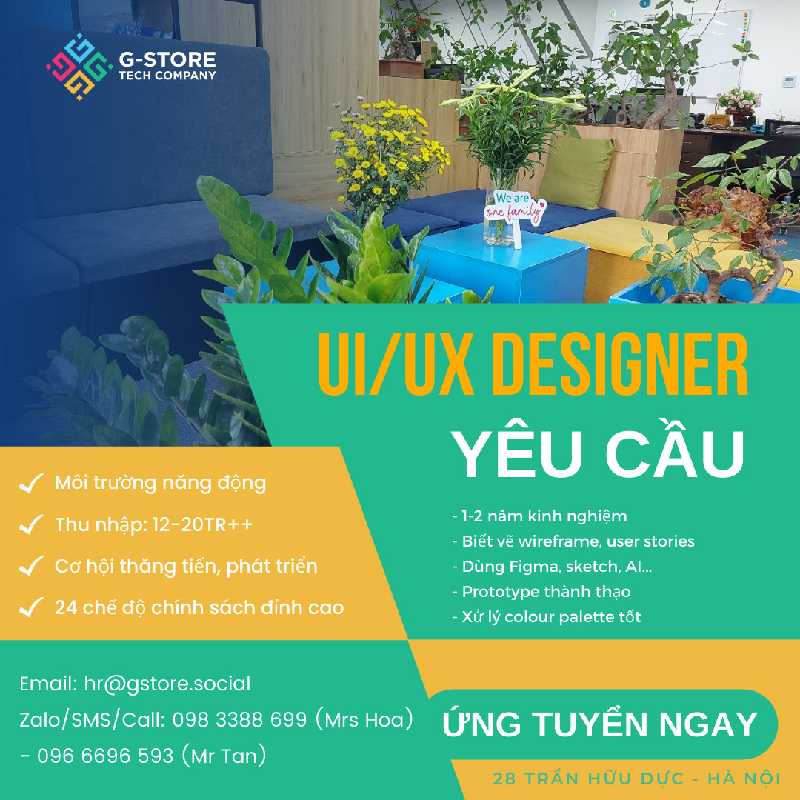 G-STORE
TECH COMPANY
We are
one family
UI/UX DESIGNER
YÊU CẦU
- 1-2 năm kinh nghiệm
- Biết vẽ wireframe, user stories
- Dùng Figma, sketch, AI...
- Prototype thành thạo
- Xử lý colour palette tốt
Môi trường năng động
Thu nhập: 12-20TR++
Cơ hội thăng tiến, phát triển
24 chế độ chính sách đỉnh cao
Email: hr@gstore.social
Zalo/SMS/Call: 098 3388 699 (Mrs Hoa)
- 096 6696 593 (Mr Tan)
ỨNG TUYỂN NGAY
28 TRẦN HỮU DỰC - HÀ NỘI